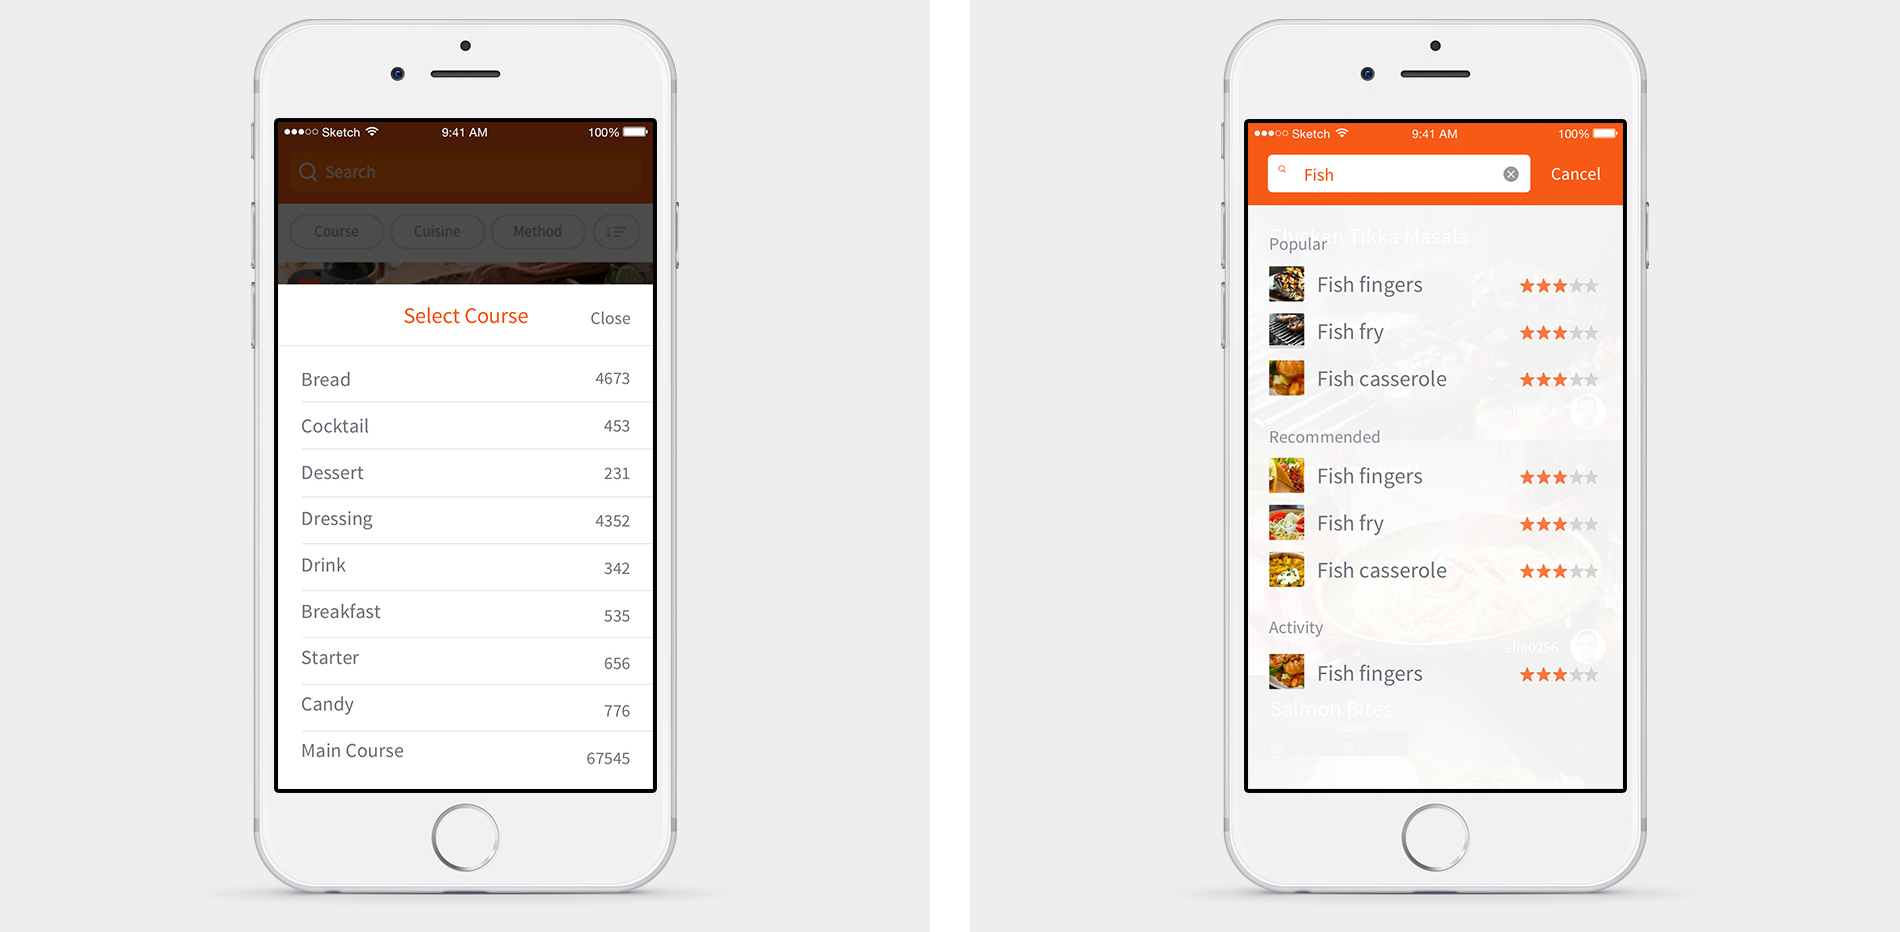 Sketch 9:41 AM 100%
Search
Course Cuisine Method
Select Course Close
Bread 4673
Cocktail 453
Dessert 231
Dressing 4352
Drink 342
Breakfast 535
Starter 656
Candy 776
Main Course 67545
Sketch 9:41 AM 100%
Fish Cancel
Chicken Tikka Masala
Popular
Fish fingers
Fish fry
Fish casserole
ella0256
Recommended
Fish fingers
Fish fry
Fish casserole
Activity
ella0256
Fish fingers
Salmon Bites